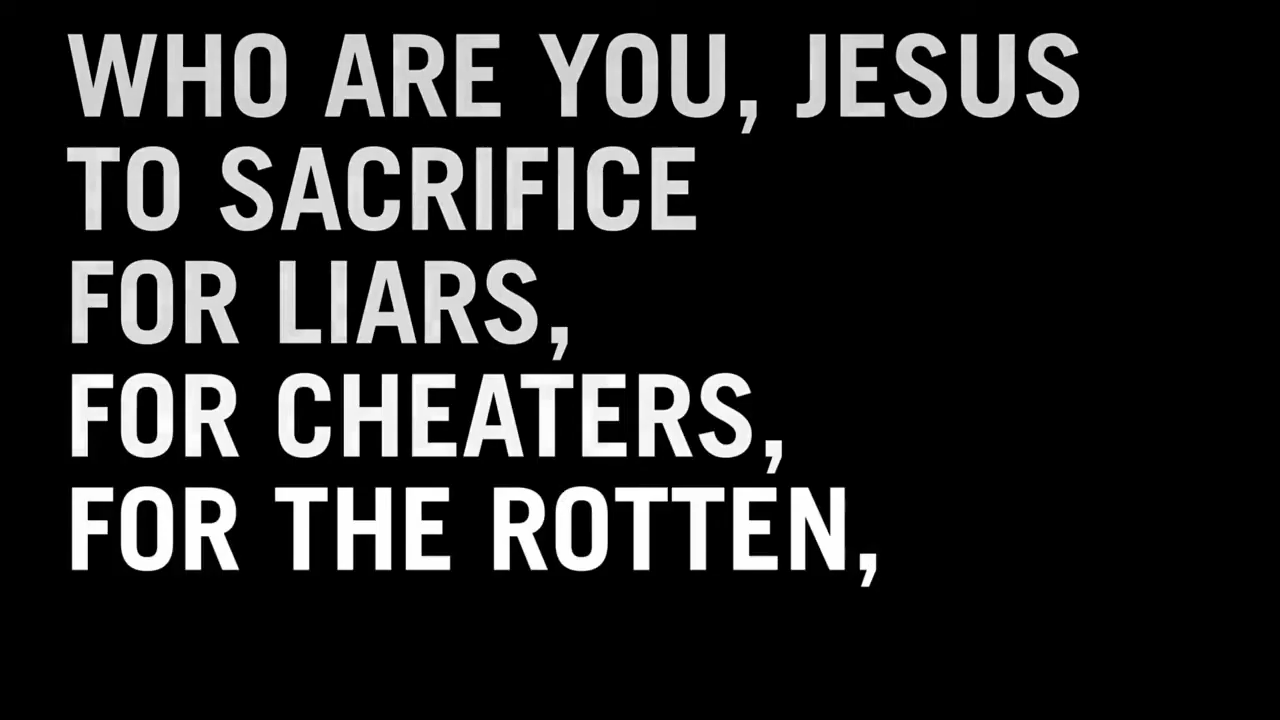 WHO ARE YOU, JESUS
TO SACRIFICE
FOR LIARS,
FOR CHEATERS,
FOR THE ROTTEN,